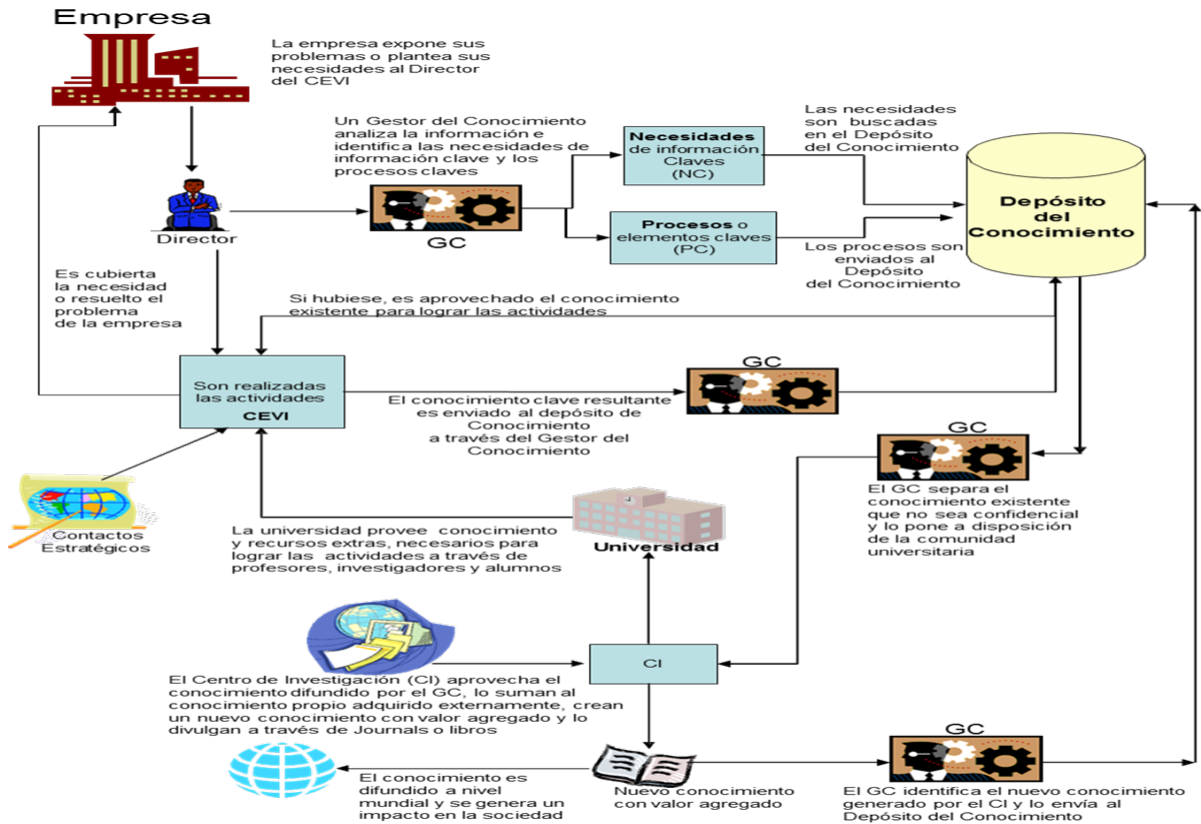 Empresa
La empresa expone sus
problemas o plantea sus
necesidades al Director
del CEVI
Un Gestor del Conocimiento
analiza la información e
identifica las necesidades de
información clave y los
procesos claves
Necesidades
de información
Claves
(NC)
Las necesidades
son buscadas
en el Depósito
del Conocimiento
Depósito
del
Conocimiento
Director
GC
Procesos o
elementos claves
(PC)
Los procesos son
enviados al
Depósito
del Conocimiento
Es cubierta
la necesidad
o resuelto el
problema
de la empresa
Si hubiese, es aprovechado el conocimiento
existente para lograr las actividades
Son realizadas
las actividades
CEVI
El conocimiento clave resultante
es enviado al depósito de
Conocimiento
a través del Gestor del
Conocimiento
GC
GC
El GC separa el
conocimiento existente
que no sea confidencial
y lo pone a disposición
de la comunidad
universitaria
Contactos
Estratégicos
La universidad provee conocimiento
y recursos extras, necesarios para
lograr las actividades a través de
profesores, investigadores y alumnos
Universidad
CI
El Centro de Investigación (CI) aprovecha el
conocimiento difundido por el GC, lo suman al
conocimiento propio adquirido externamente, crean
un nuevo conocimiento con valor agregado y lo
divulgan a través de Journals o libros
El conocimiento es
difundido a nivel
mundial y se genera un
impacto en la sociedad
Nuevo conocimiento
con valor agregado
GC
El GC identifica el nuevo conocimiento
generado por el CI y lo envía al
Depósito del Conocimiento